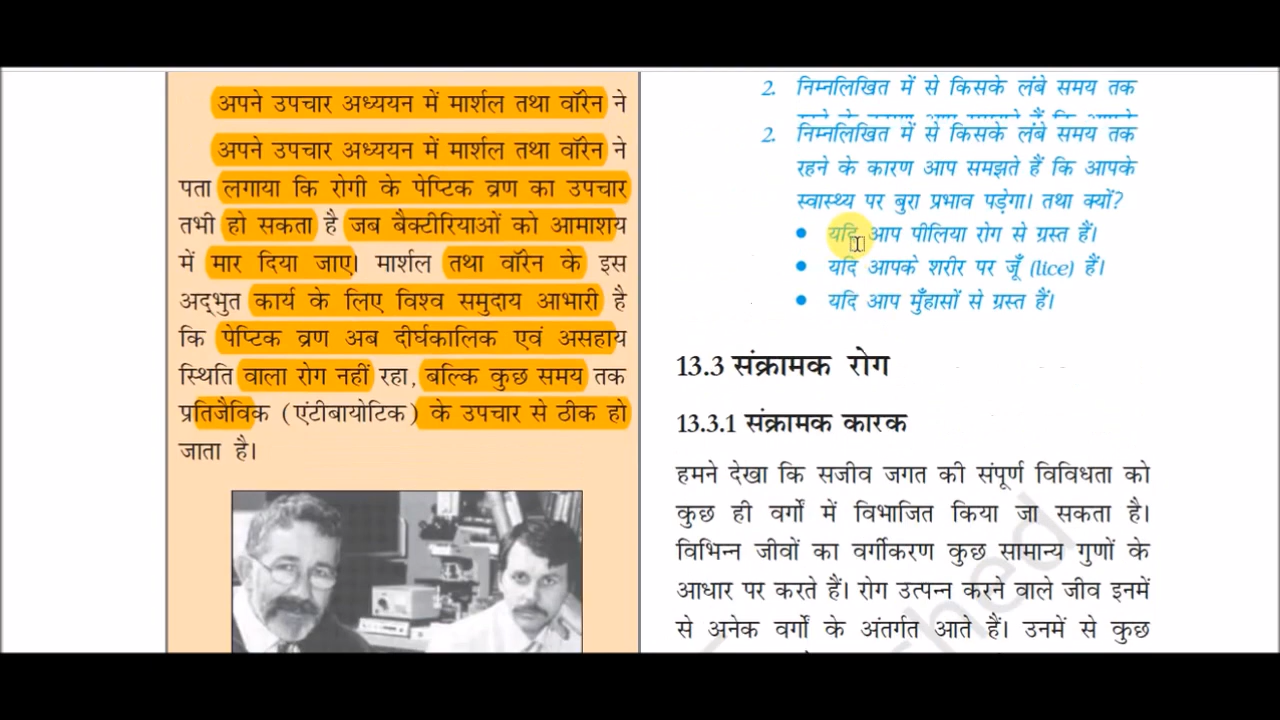 अपने उपचार अध्ययन में मार्शल तथा वॉरेन ने
अपने उपचार अध्ययन में मार्शल तथा वॉरेन ने
पता लगाया कि रोगी के पेप्टिक व्रण का उपचार
तभी हो सकता है जब बैक्टीरियाओं को आमाशय
में मार दिया जाए। मार्शल तथा वॉरेन के इस
अद्भुत कार्य के लिए विश्व समुदाय आभारी है
कि पेप्टिक व्रण अब दीर्घकालिक एवं असहाय
स्थिति वाला रोग नहीं रहा, बल्कि कुछ समय तक
प्रतिजैविक (एंटीबायोटिक) के उपचार से ठीक हो
जाता है।
2. निम्नलिखित में से किसके लंबे समय तक
2. निम्नलिखित में से किसके लंबे समय तक
रहने के कारण आप समझते हैं कि आपके
स्वास्थ्य पर बुरा प्रभाव पड़ेगा। तथा क्यों?
• यदि आप पीलिया रोग से ग्रस्त हैं।
• यदि आपके शरीर पर जूँ (lice) हैं।
• यदि आप मुँहासों से ग्रस्त हैं।
13.3 संक्रामक रोग
13.3.1 संक्रामक कारक
हमने देखा कि सजीव जगत की संपूर्ण विविधता को
कुछ ही वर्गों में विभाजित किया जा सकता है।
विभिन्न जीवों का वर्गीकरण कुछ सामान्य गुणों के
आधार पर करते हैं। रोग उत्पन्न करने वाले जीव इनमें
से अनेक वर्गों के अंतर्गत आते हैं। उनमें से कुछ